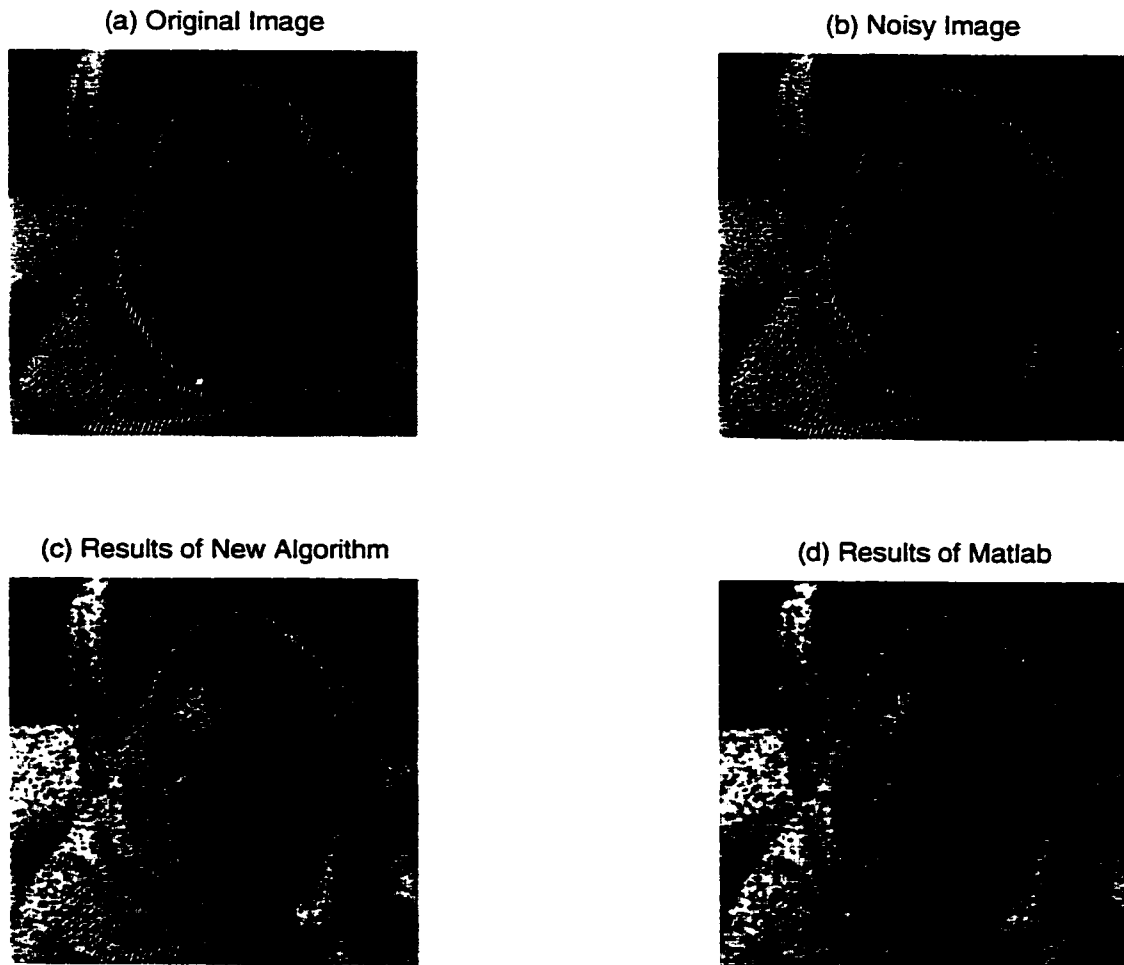 (a) Original Image
(b) Noisy Image
(c) Results of New Algorithm
(d) Results of Matlab